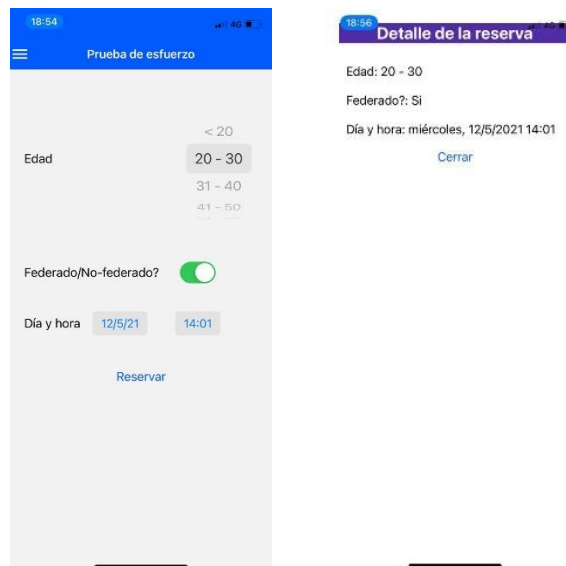 18:54
4G
Prueba de esfuerzo
< 20
Edad
20 - 30
31 - 40
41 - 50
Federado/No-federado?
Día y hora
12/5/21
14:01
Reservar
18:56
4G
Detalle de la reserva
Edad: 20 - 30
Federado?: Si
Día y hora: miércoles, 12/5/2021 14:01
Cerrar